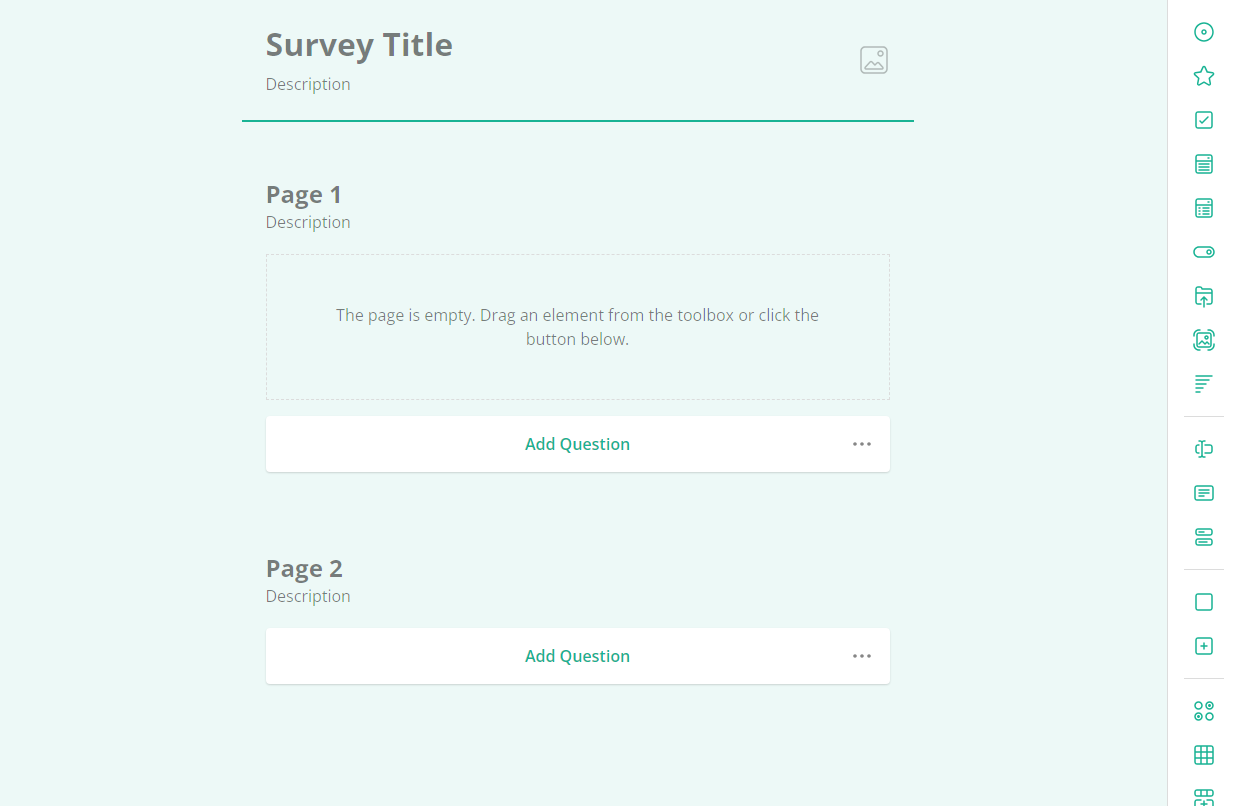 Survey Title
Description
Page 1
Description
The page is empty. Drag an element from the toolbox or click the
button below.
Add Question
Page 2
Description
Add Question